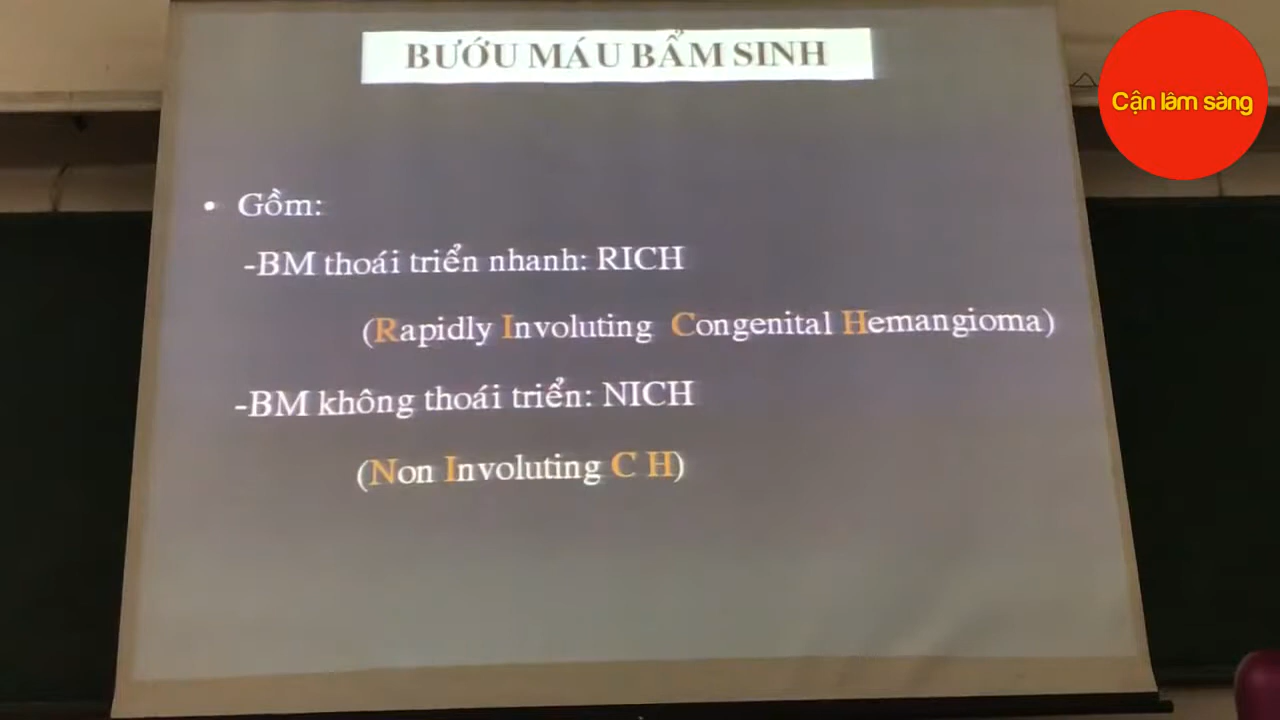 BƯỚU MÁU BẨM SINH
Cận lâm sàng
• Gồm:
-BM thoái triển nhanh: RICH
(Rapidly Involuting Congenital Hemangioma)
-BM không thoái triển: NICH
(Non Involuting C H)